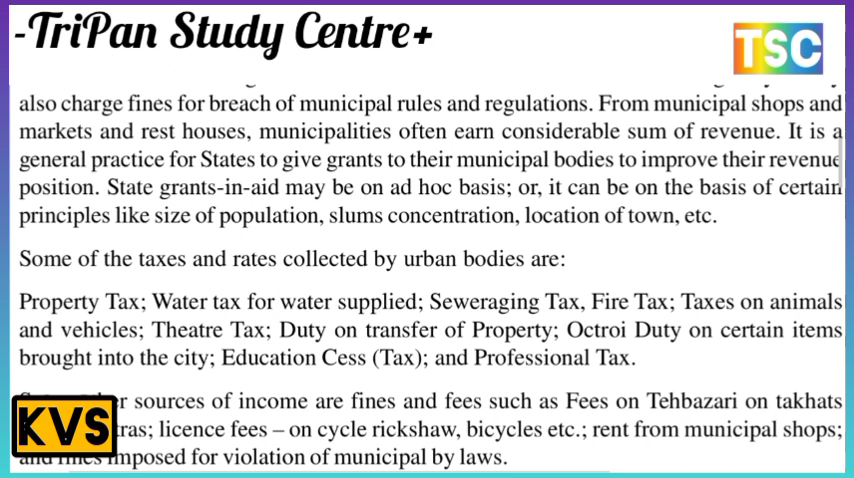 -TriPan Study Centre+
TSC
also charge fines for breach of municipal rules and regulations. From municipal shops and
markets and rest houses, municipalities often earn considerable sum of revenue. It is a
general practice for States to give grants to their municipal bodies to improve their revenue
position. State grants-in-aid may be on ad hoc basis; or, it can be on the basis of certain
principles like size of population, slums concentration, location of town, etc.
Some of the taxes and rates collected by urban bodies are:
Property Tax; Water tax for water supplied; Seweraging Tax, Fire Tax; Taxes on animals
and vehicles; Theatre Tax; Duty on transfer of Property; Octroi Duty on certain items
brought into the city; Education Cess (Tax); and Professional Tax.
sources of income are fines and fees such as Fees on Tehbazari on takhats
KVS
tras; licence fees – on cycle rickshaw, bicycles etc.; rent from municipal shops;
and fines imposed for violation of municipal by laws.